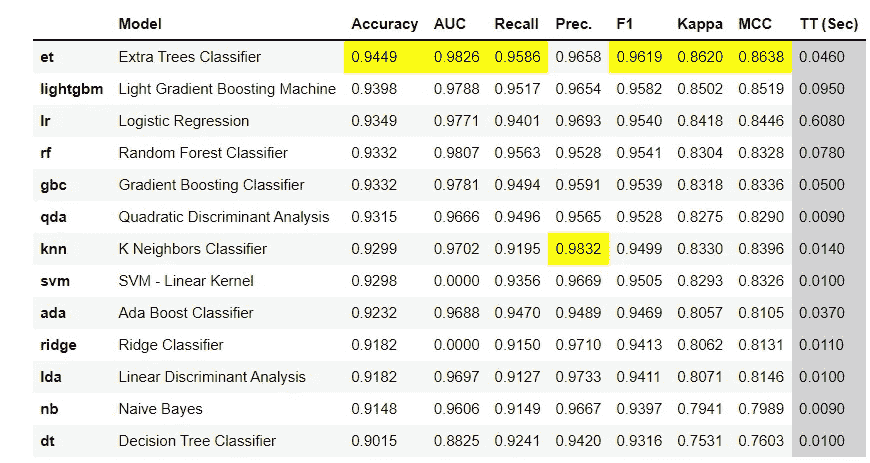 Model Accuracy AUC Recall Prec. F1 Kappa MCC TT (Sec)
et Extra Trees Classifier 0.9449 0.9826 0.9586 0.9658 0.9619 0.8620 0.8638 0.0460
lightgbm Light Gradient Boosting Machine 0.9398 0.9788 0.9517 0.9654 0.9582 0.8502 0.8519 0.0950
lr Logistic Regression 0.9349 0.9771 0.9401 0.9693 0.9540 0.8418 0.8446 0.6080
rf Random Forest Classifier 0.9332 0.9807 0.9563 0.9528 0.9541 0.8304 0.8328 0.0780
gbc Gradient Boosting Classifier 0.9332 0.9781 0.9494 0.9591 0.9539 0.8318 0.8336 0.0500
qda Quadratic Discriminant Analysis 0.9315 0.9666 0.9496 0.9565 0.9528 0.8275 0.8290 0.0090
knn K Neighbors Classifier 0.9299 0.9702 0.9195 0.9832 0.9499 0.8330 0.8396 0.0140
svm SVM - Linear Kernel 0.9298 0.0000 0.9356 0.9669 0.9505 0.8293 0.8326 0.0100
ada Ada Boost Classifier 0.9232 0.9688 0.9470 0.9489 0.9469 0.8057 0.8105 0.0370
ridge Ridge Classifier 0.9182 0.0000 0.9150 0.9710 0.9413 0.8062 0.8131 0.0110
lda Linear Discriminant Analysis 0.9182 0.9697 0.9127 0.9733 0.9411 0.8071 0.8146 0.0100
nb Naive Bayes 0.9148 0.9606 0.9149 0.9667 0.9397 0.7941 0.7989 0.0090
dt Decision Tree Classifier 0.9015 0.8825 0.9241 0.9420 0.9316 0.7531 0.7603 0.0100